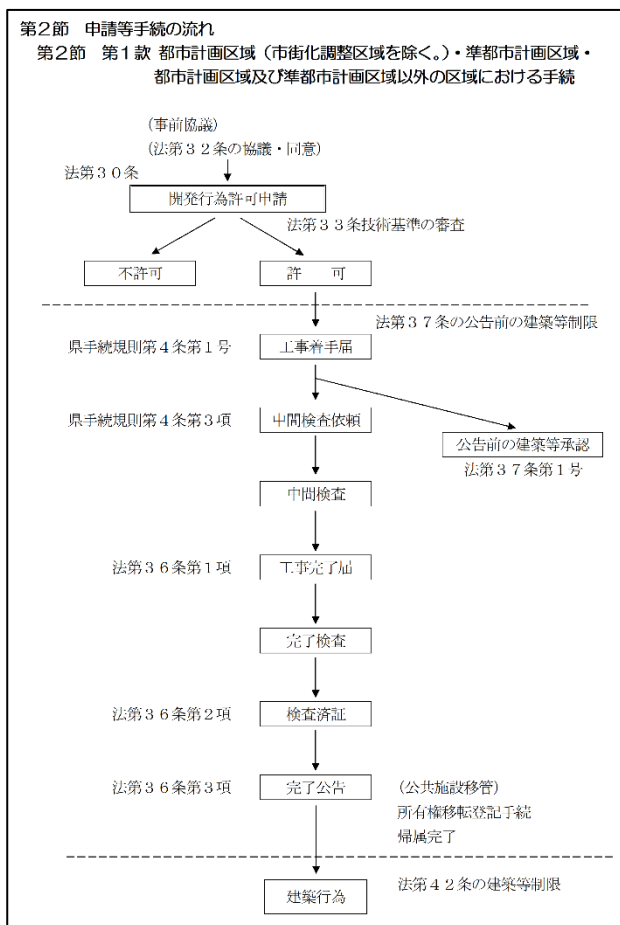 第２節　申請等手続の流れ
第２節　第１款　都市計画区域（市街化調整区域を除く。）・準都市計画区域・
都市計画区域及び準都市計画区域以外の区域における手続
(事前協議)
(法第３２条の協議・同意)
法第３０条
開発行為許可申請
法第３３条技術基準の審査
不許可
許　可
法第３７条の公告前の建築等制限
県手続規則第４条第１号
工事着手届
県手続規則第４条第３項
中間検査依頼
公告前の建築等承認
法第３７条第１号
中間検査
法第３６条第１項
工事完了届
完了検査
法第３６条第２項
検査済証
法第３６条第３項
完了公告
(公共施設移管)
所有権移転登記手続
帰属完了
法第４２条の建築等制限
建築行為